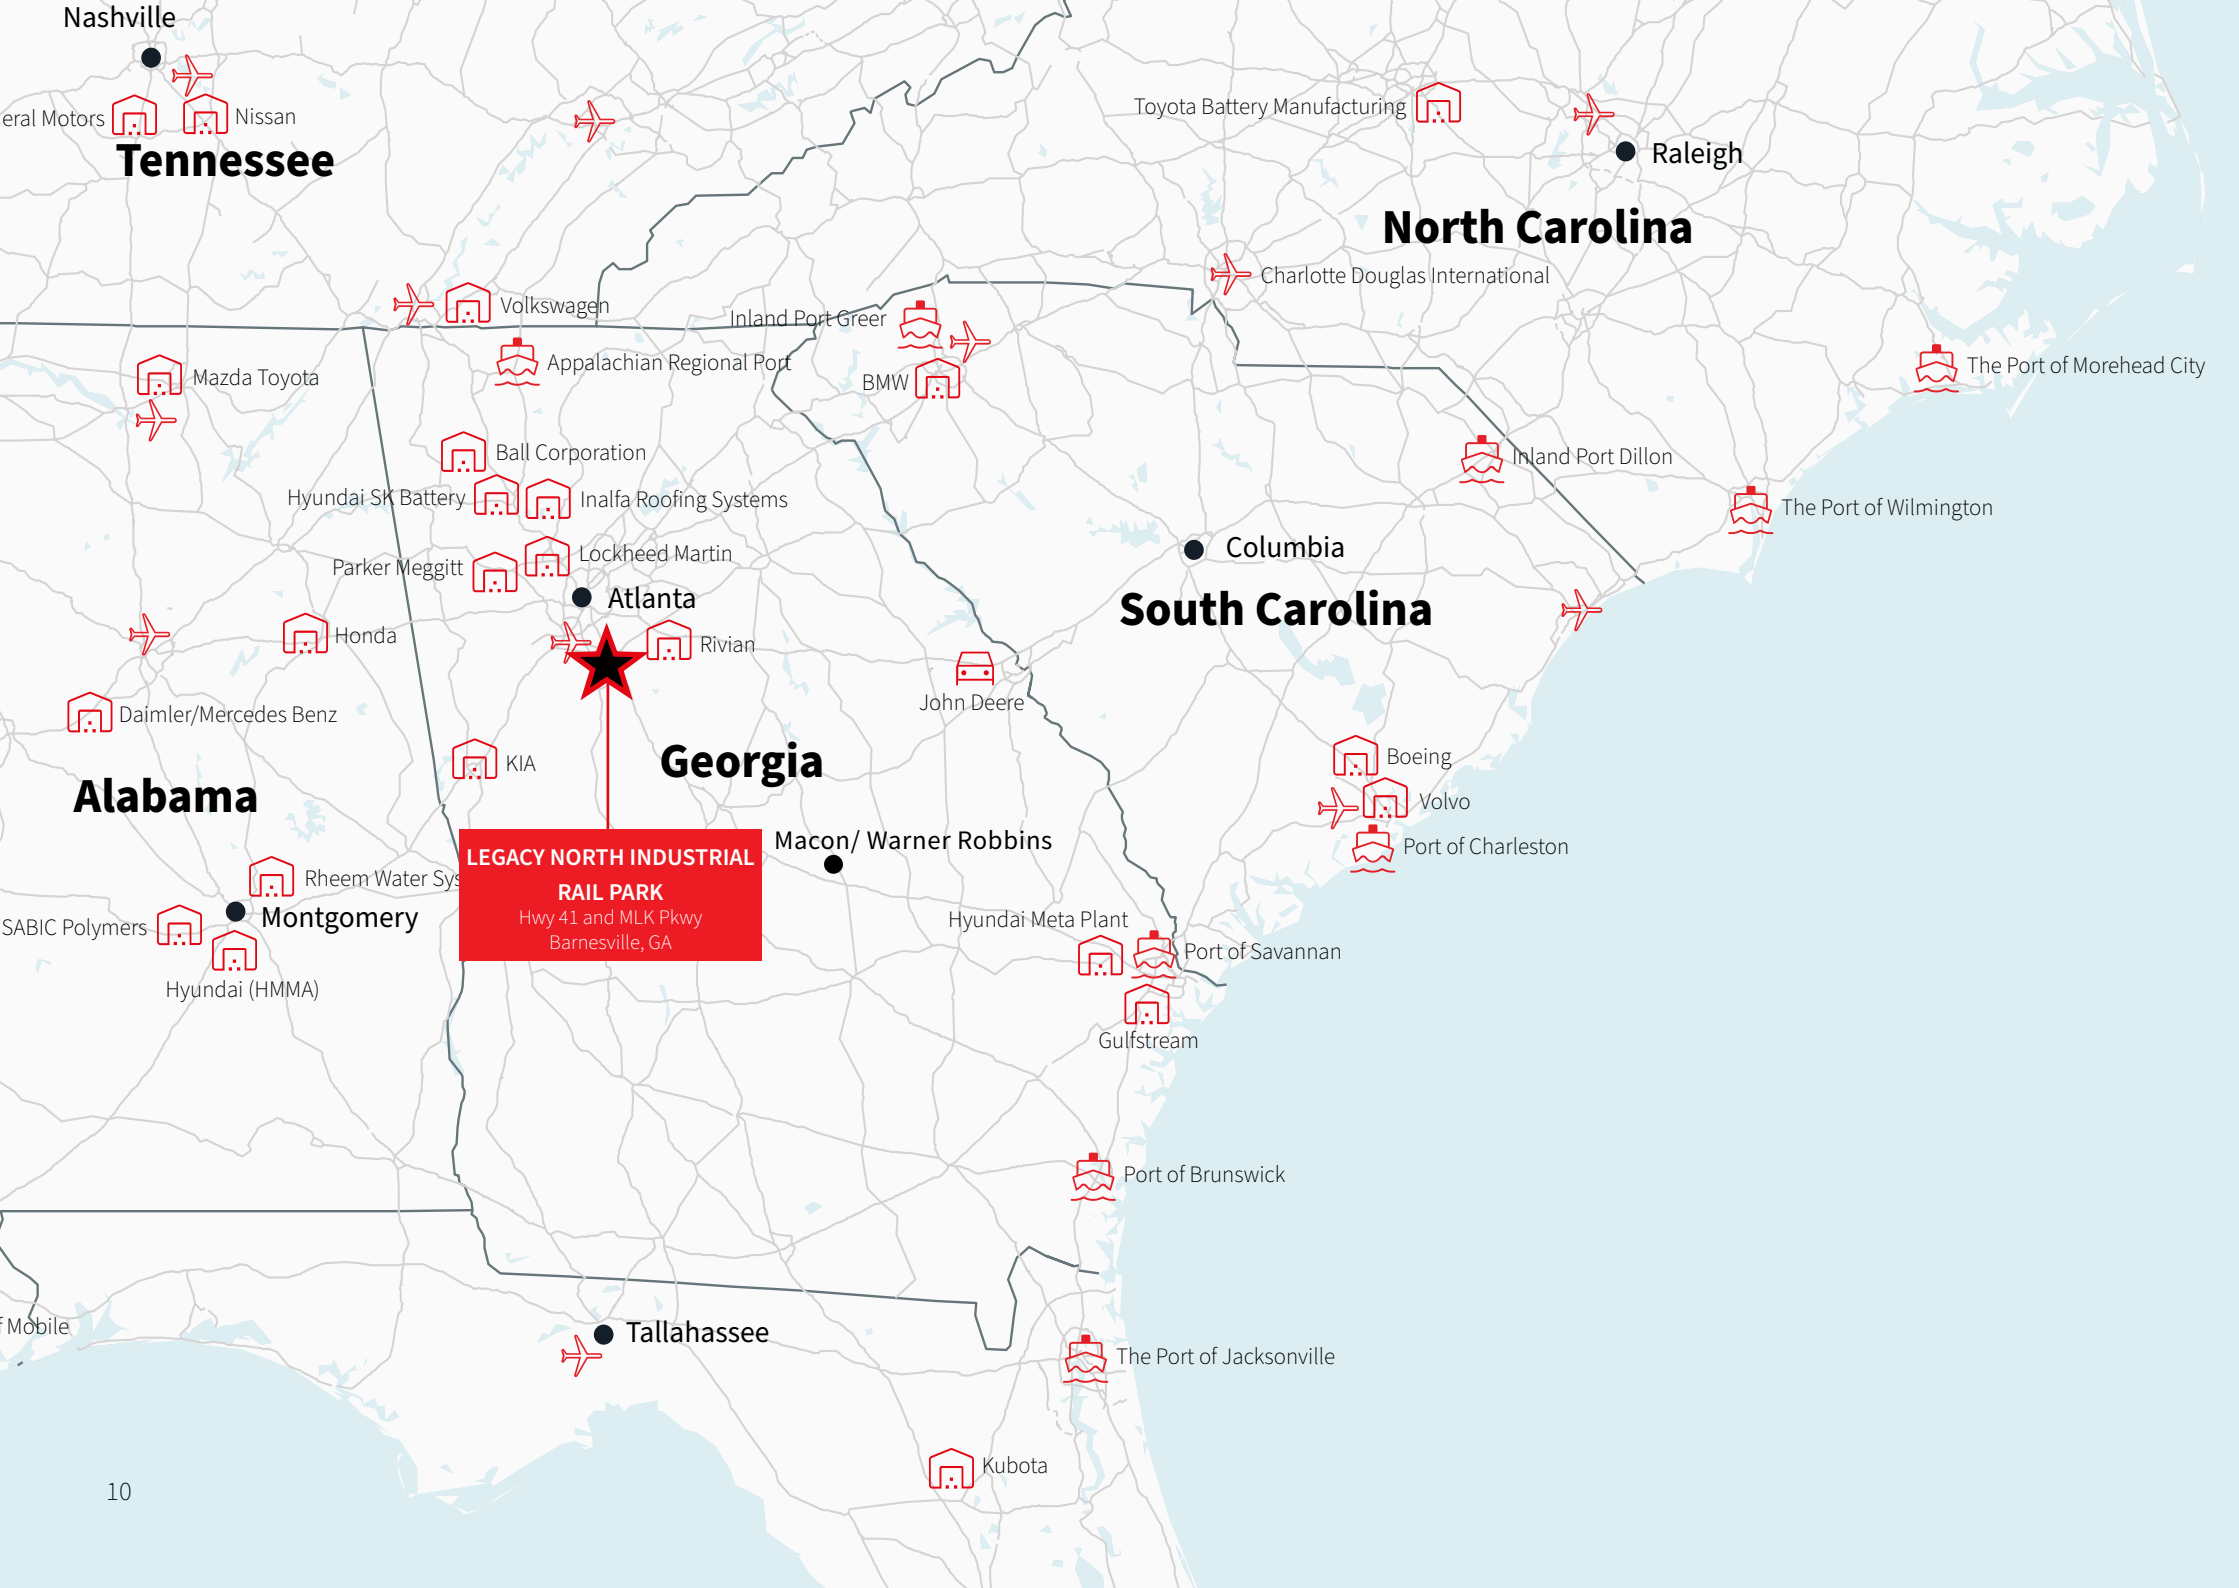 Nashville
eral Motors
Nissan
Tennessee
Toyota Battery Manufacturing
Raleigh
North Carolina
Charlotte Douglas International
Volkswagen
Inland Port Greer
Appalachian Regional Port
BMW
Mazda Toyota
The Port of Morehead City
Ball Corporation
Inland Port Dillon
Hyundai SK Battery
Inalfa Roofing Systems
The Port of Wilmington
Lockheed Martin
Parker Meggitt
Columbia
Atlanta
South Carolina
Honda
Rivian
John Deere
Daimler/Mercedes Benz
KIA
Georgia
Boeing
Alabama
Volvo
Port of Charleston
Macon/ Warner Robbins
LEGACY NORTH INDUSTRIAL
RAIL PARK
Hwy 41 and MLK Pkwy
Barnesville, GA
Rheem Water Sys
Montgomery
SABIC Polymers
Hyundai (HMMA)
Hyundai Meta Plant
Port of Savannan
Gulfstream
Port of Brunswick
f Mobile
Tallahassee
The Port of Jacksonville
Kubota
10